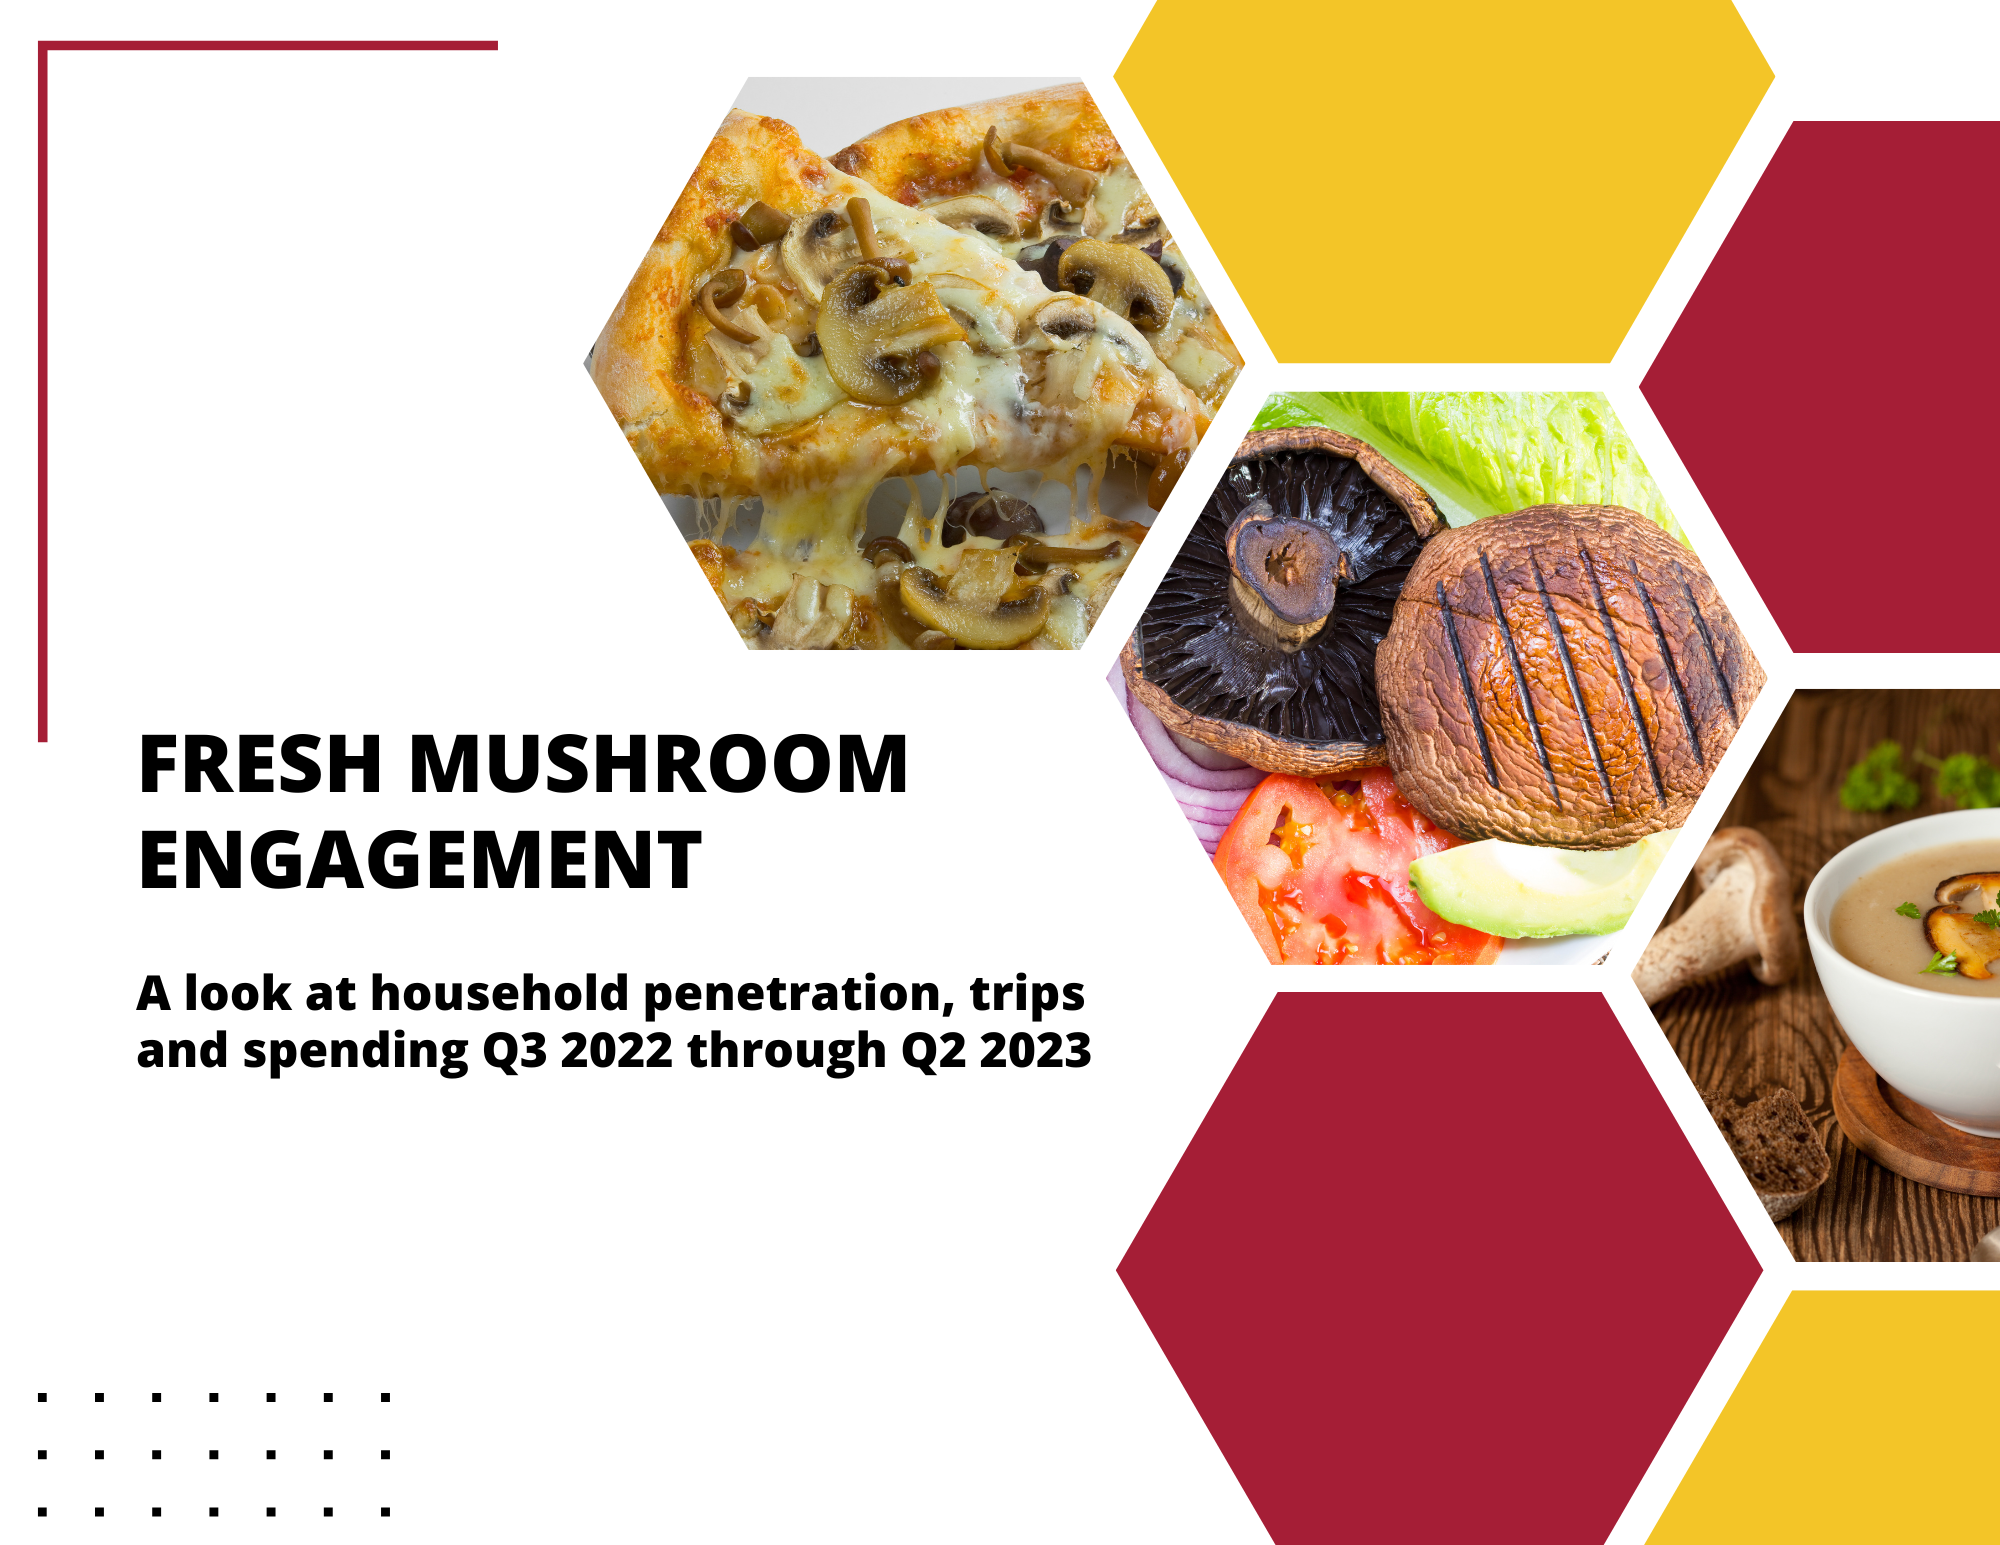 FRESH MUSHROOM
ENGAGEMENT
A look at household penetration, trips
and spending Q3 2022 through Q2 2023